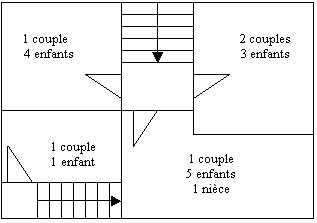 1 couple
4 enfants
2 couples
3 enfants
1 couple
1 enfant
1 couple
5 enfants
1 nièce